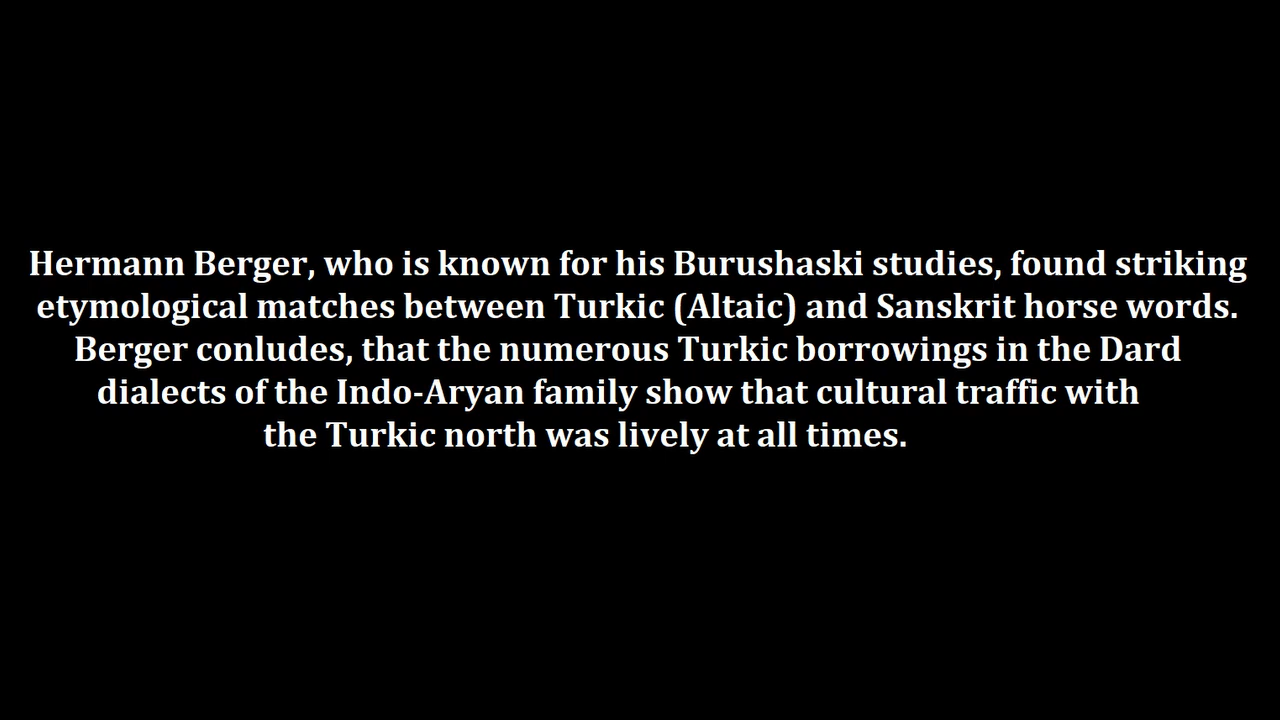 Hermann Berger, who is known for his Burushaski studies, found striking
etymological matches between Turkic (Altaic) and Sanskrit horse words.
Berger conludes, that the numerous Turkic borrowings in the Dard
dialects of the Indo-Aryan family show that cultural traffic with
the Turkic north was lively at all times.